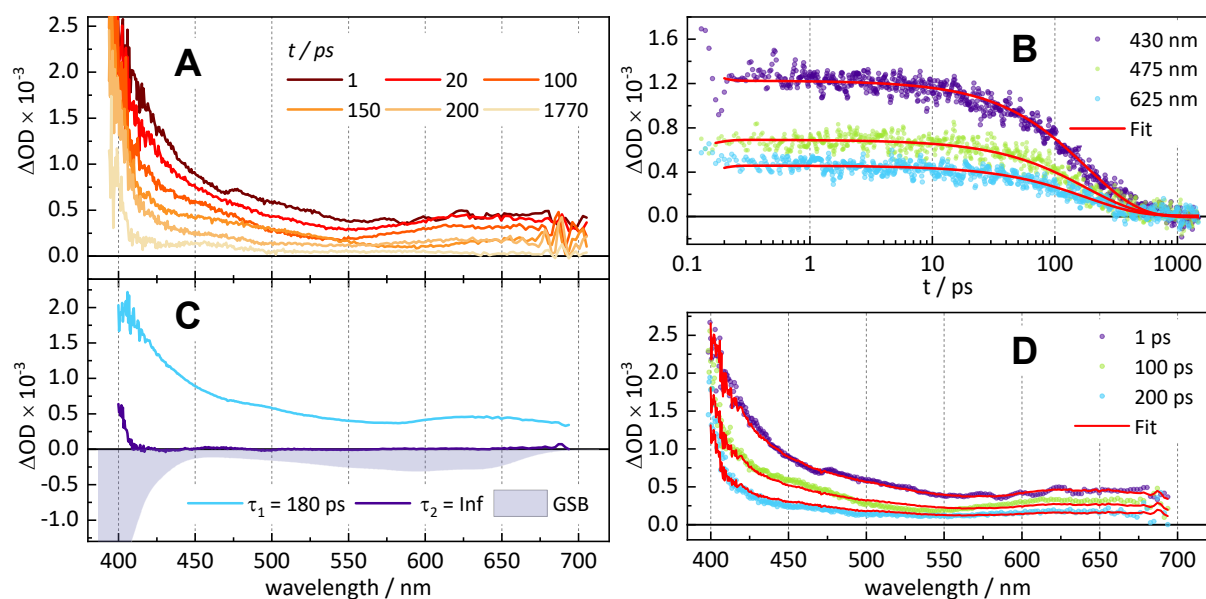 A
t / ps
1 20 100
150 200 1770
ΔOD × 10⁻³
2.5
2.0
1.5
1.0
0.5
0.0
B
430 nm
475 nm
625 nm
Fit
ΔOD × 10⁻³
1.6
1.2
0.8
0.4
0.0
0.1 1 10 100 1000
t / ps
C
ΔOD × 10⁻³
2.0
1.5
1.0
0.5
0.0
-0.5
-1.0
τ₁ = 180 ps τ₂ = Inf GSB
400 450 500 550 600 650 700
wavelength / nm
D
1 ps
100 ps
200 ps
Fit
ΔOD × 10⁻³
2.5
2.0
1.5
1.0
0.5
0.0
400 450 500 550 600 650 700
wavelength / nm